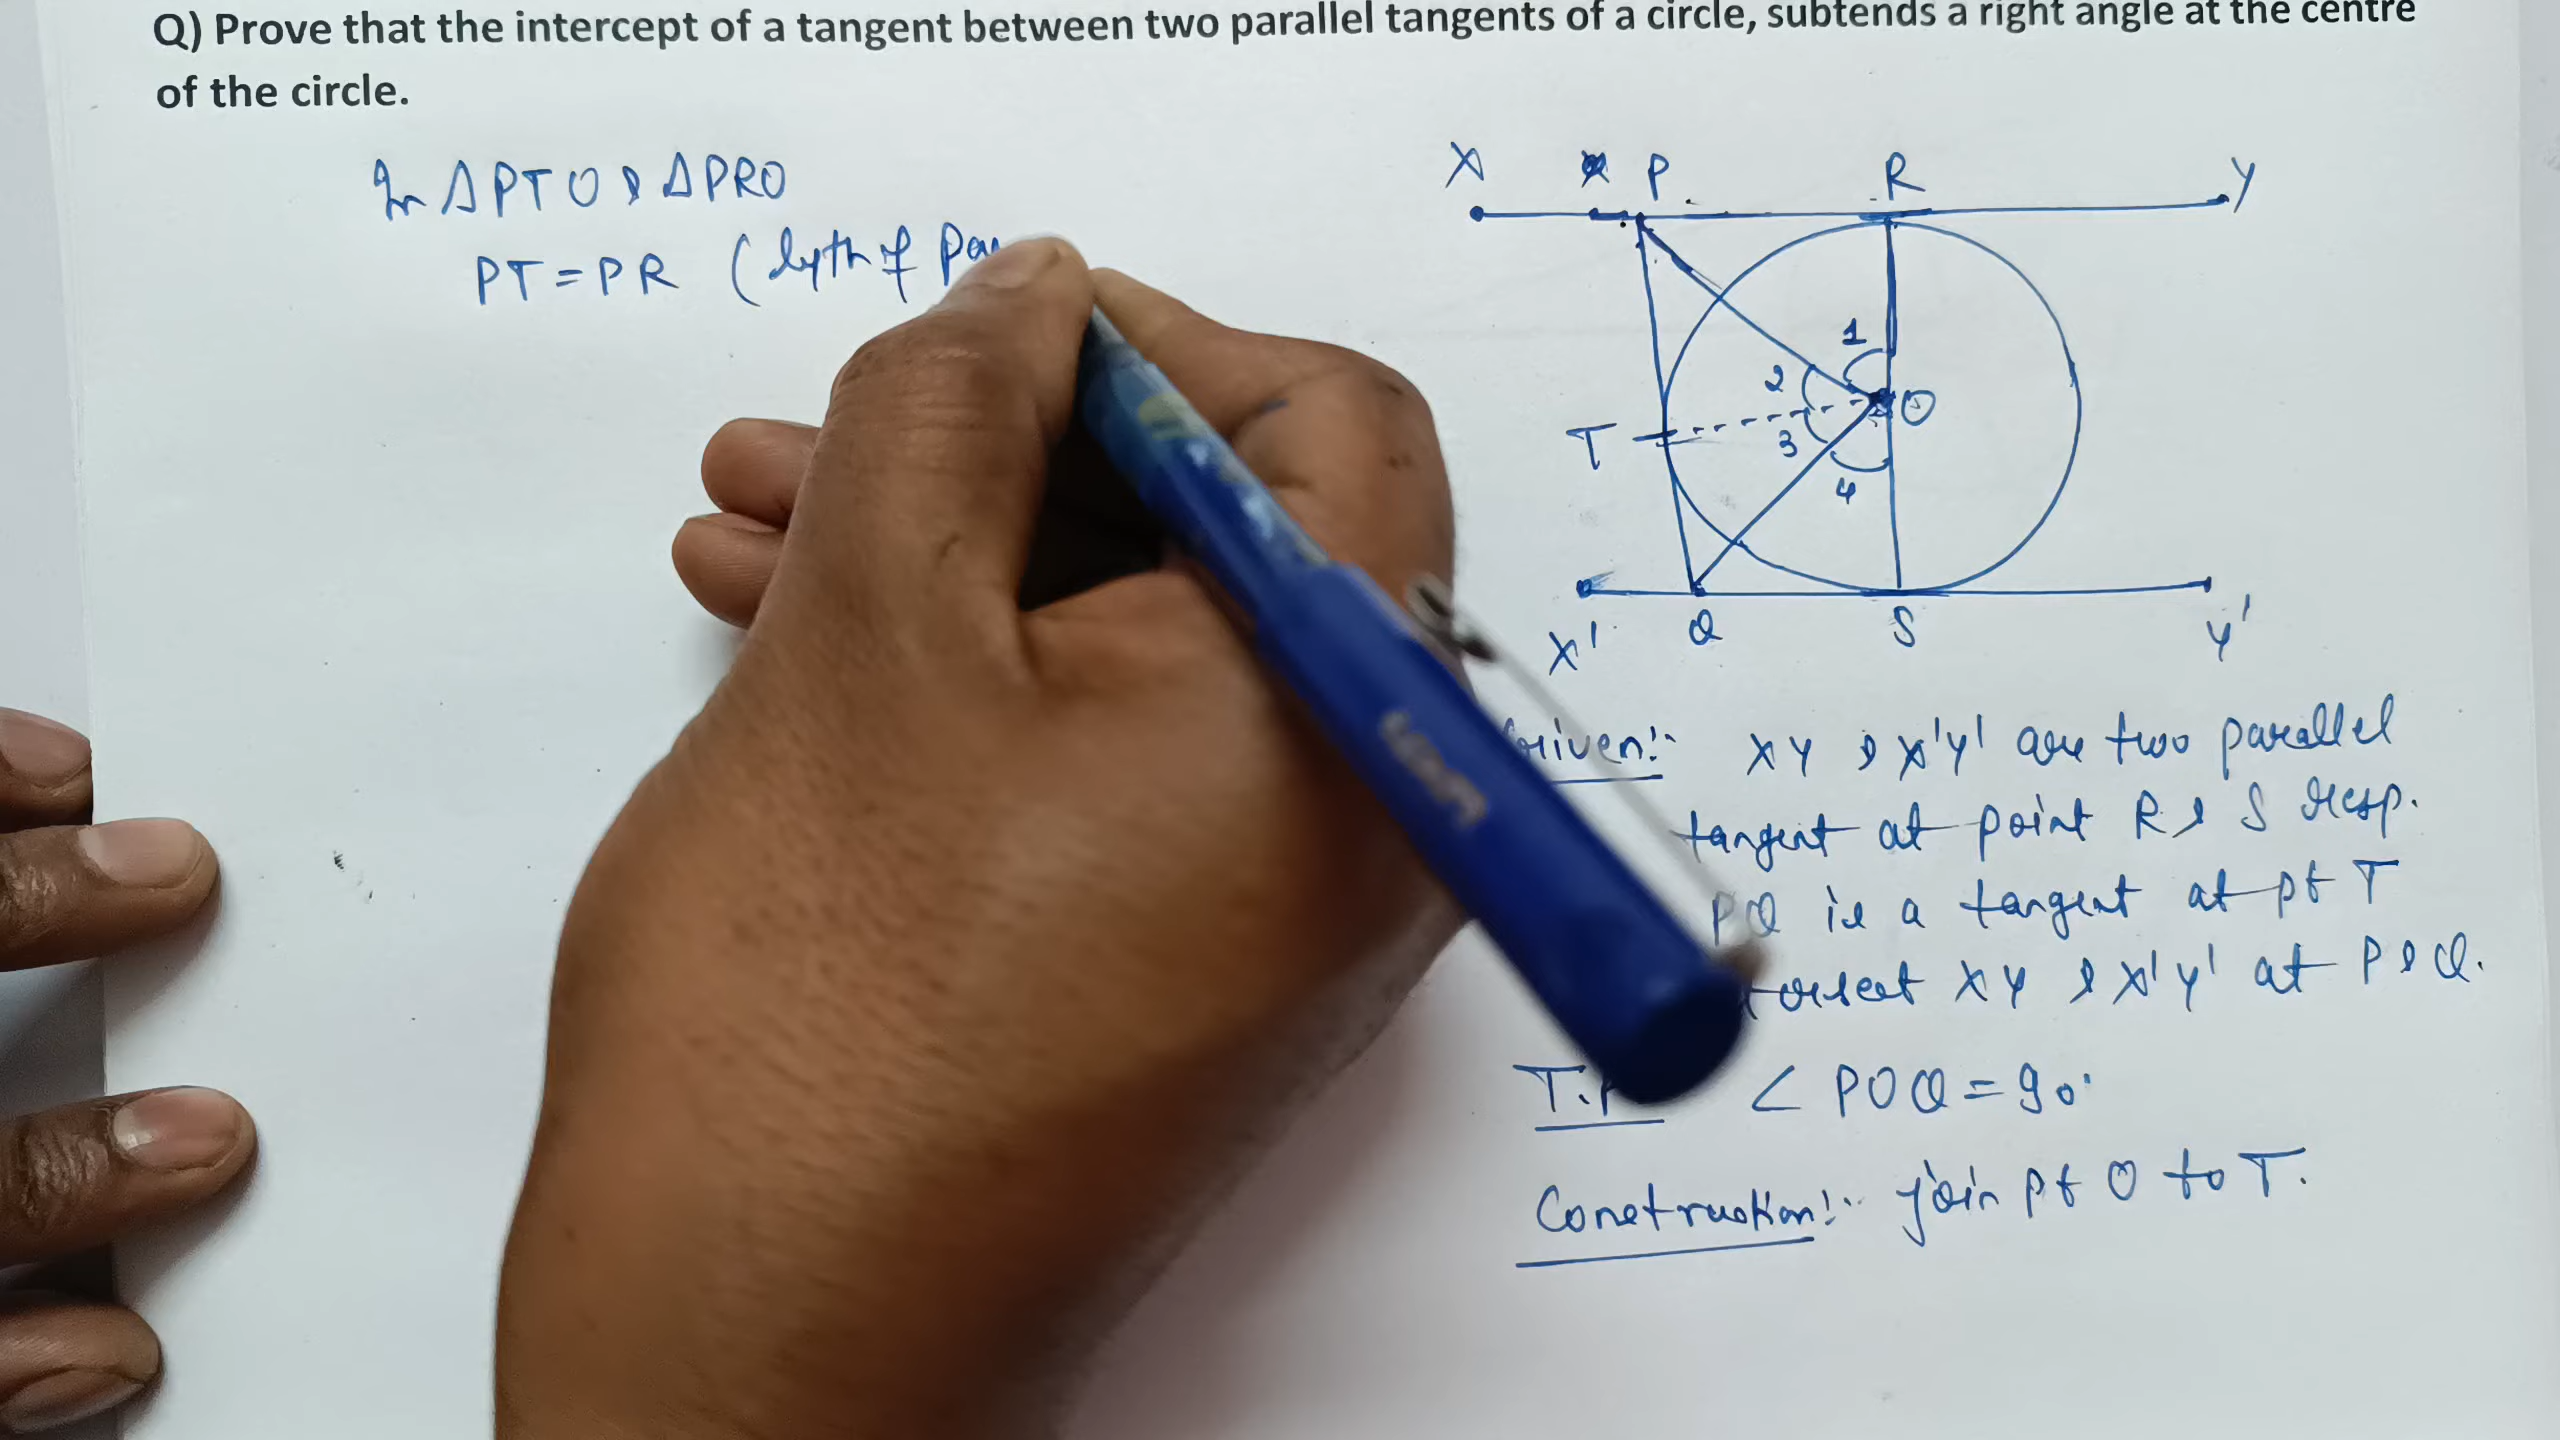 Q) Prove that the intercept of a tangent between two parallel tangents of a circle, subtends a right angle at the centre
of the circle.
In ΔPTO & ΔPRO
PT = PR (lgth of Par
X P R Y
1
2
O
T
3
4
X' Q S Y'
Given:- XY & X'Y' are two parallel
tangent at point R & S resp.
PQ is a tangent at pt T
XY & X'Y' at P & Q.
T.P ∠POQ = 90°
Construction:- join pt O to T.